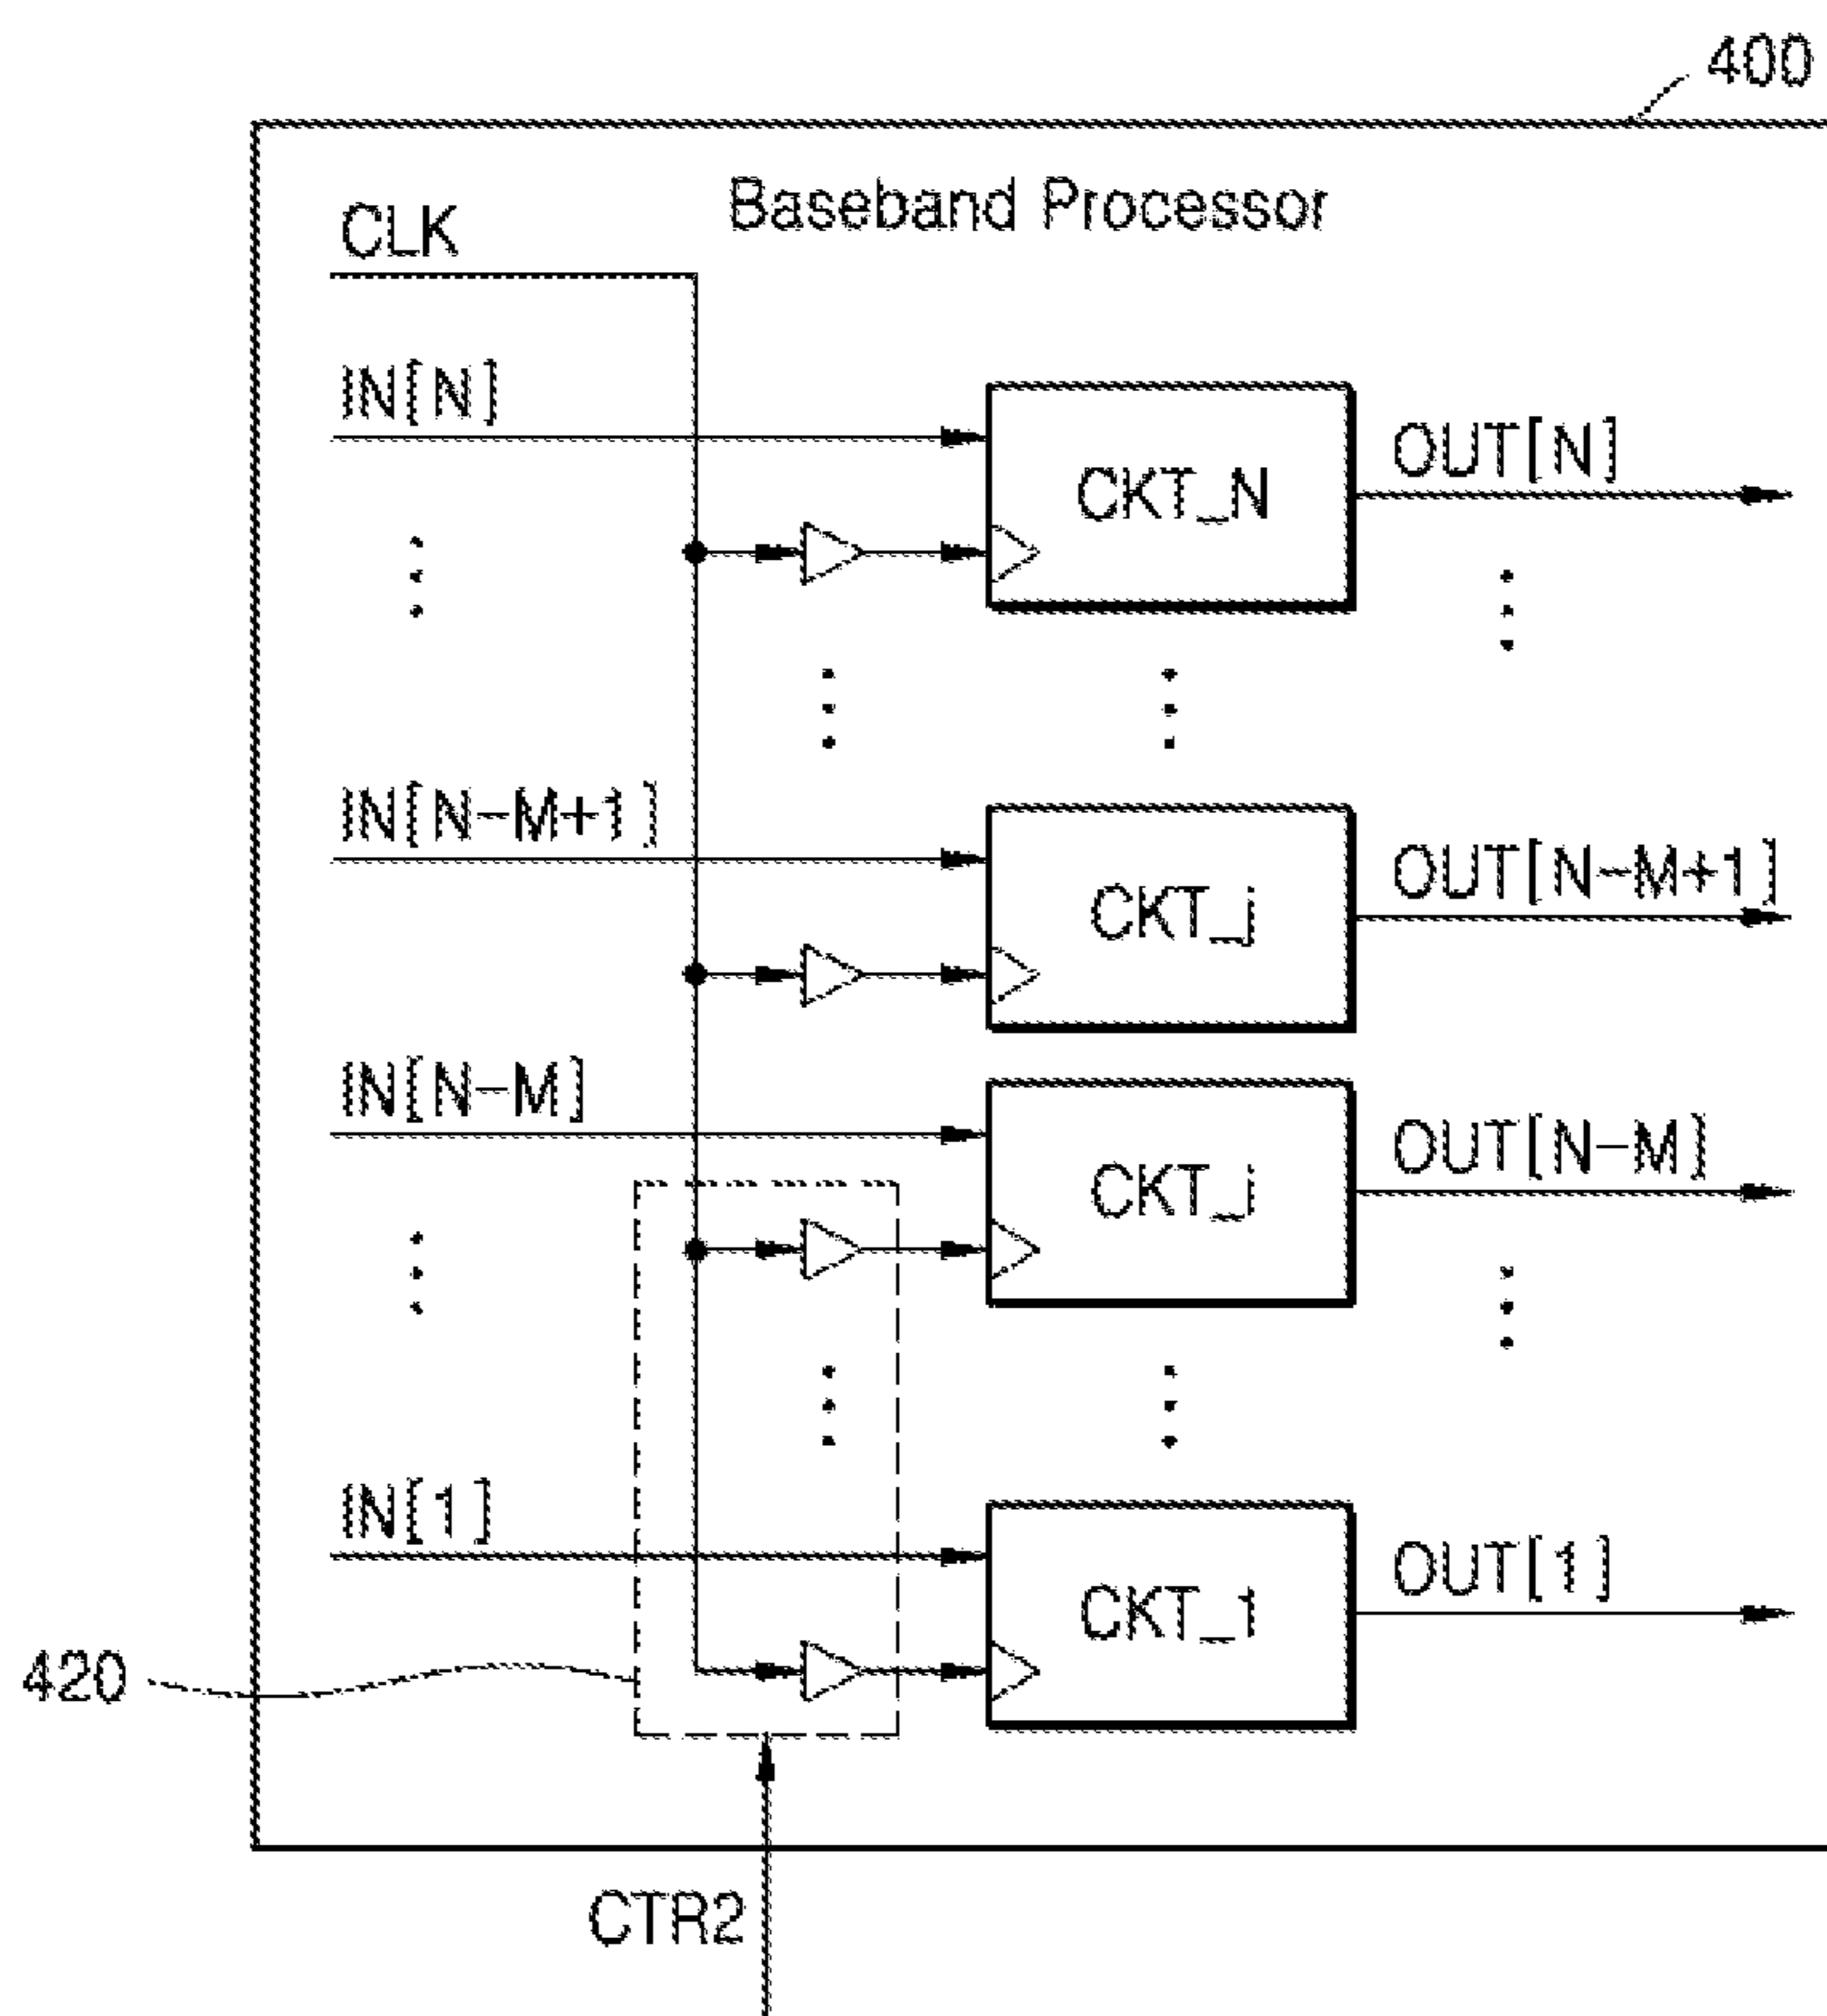 400
Baseband Processor
CLK
IN[N]
CKT_N
OUT[N]
IN[N-M+1]
CKT_j
OUT[N-M+1]
IN[N-M]
CKT_j
OUT[N-M]
IN[1]
CKT_1
OUT[1]
420
CTR2